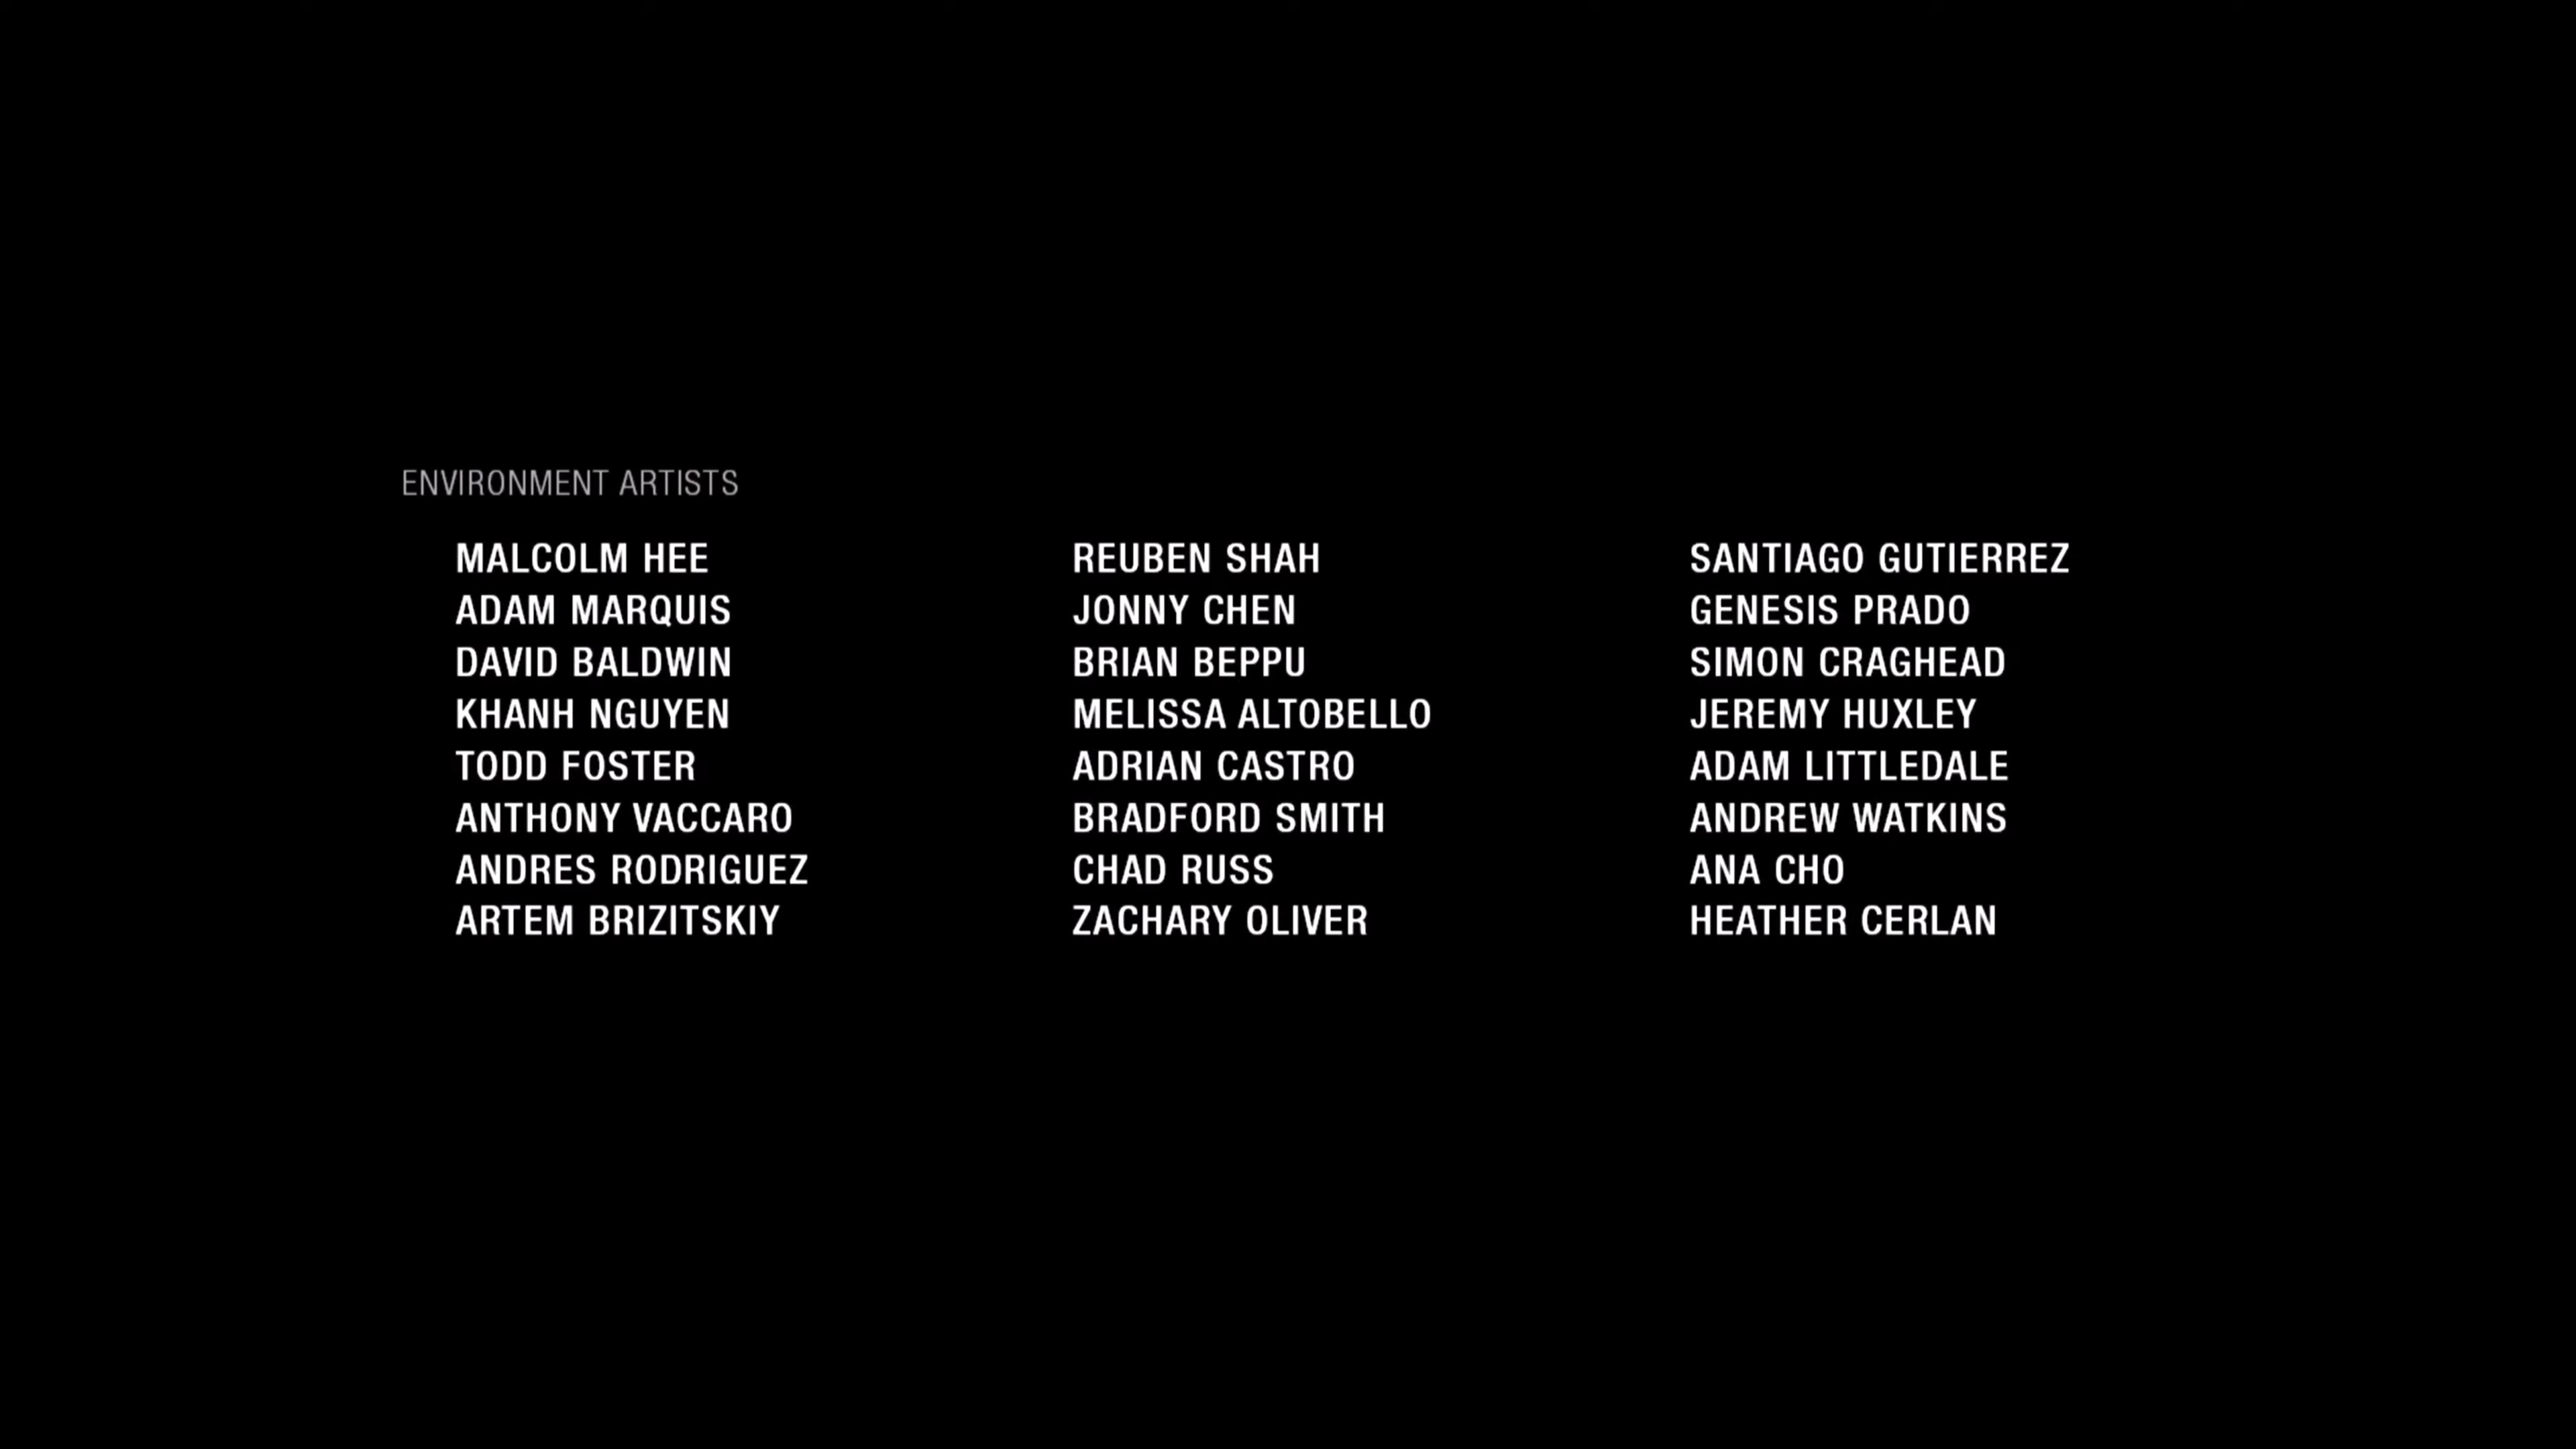 ENVIRONMENT ARTISTS
MALCOLM HEE
ADAM MARQUIS
DAVID BALDWIN
KHANH NGUYEN
TODD FOSTER
ANTHONY VACCARO
ANDRES RODRIGUEZ
ARTEM BRIZITSKIY
REUBEN SHAH
JONNY CHEN
BRIAN BEPPU
MELISSA ALTOBELLO
ADRIAN CASTRO
BRADFORD SMITH
CHAD RUSS
ZACHARY OLIVER
SANTIAGO GUTIERREZ
GENESIS PRADO
SIMON CRAGHEAD
JEREMY HUXLEY
ADAM LITTLEDALE
ANDREW WATKINS
ANA CHO
HEATHER CERLAN